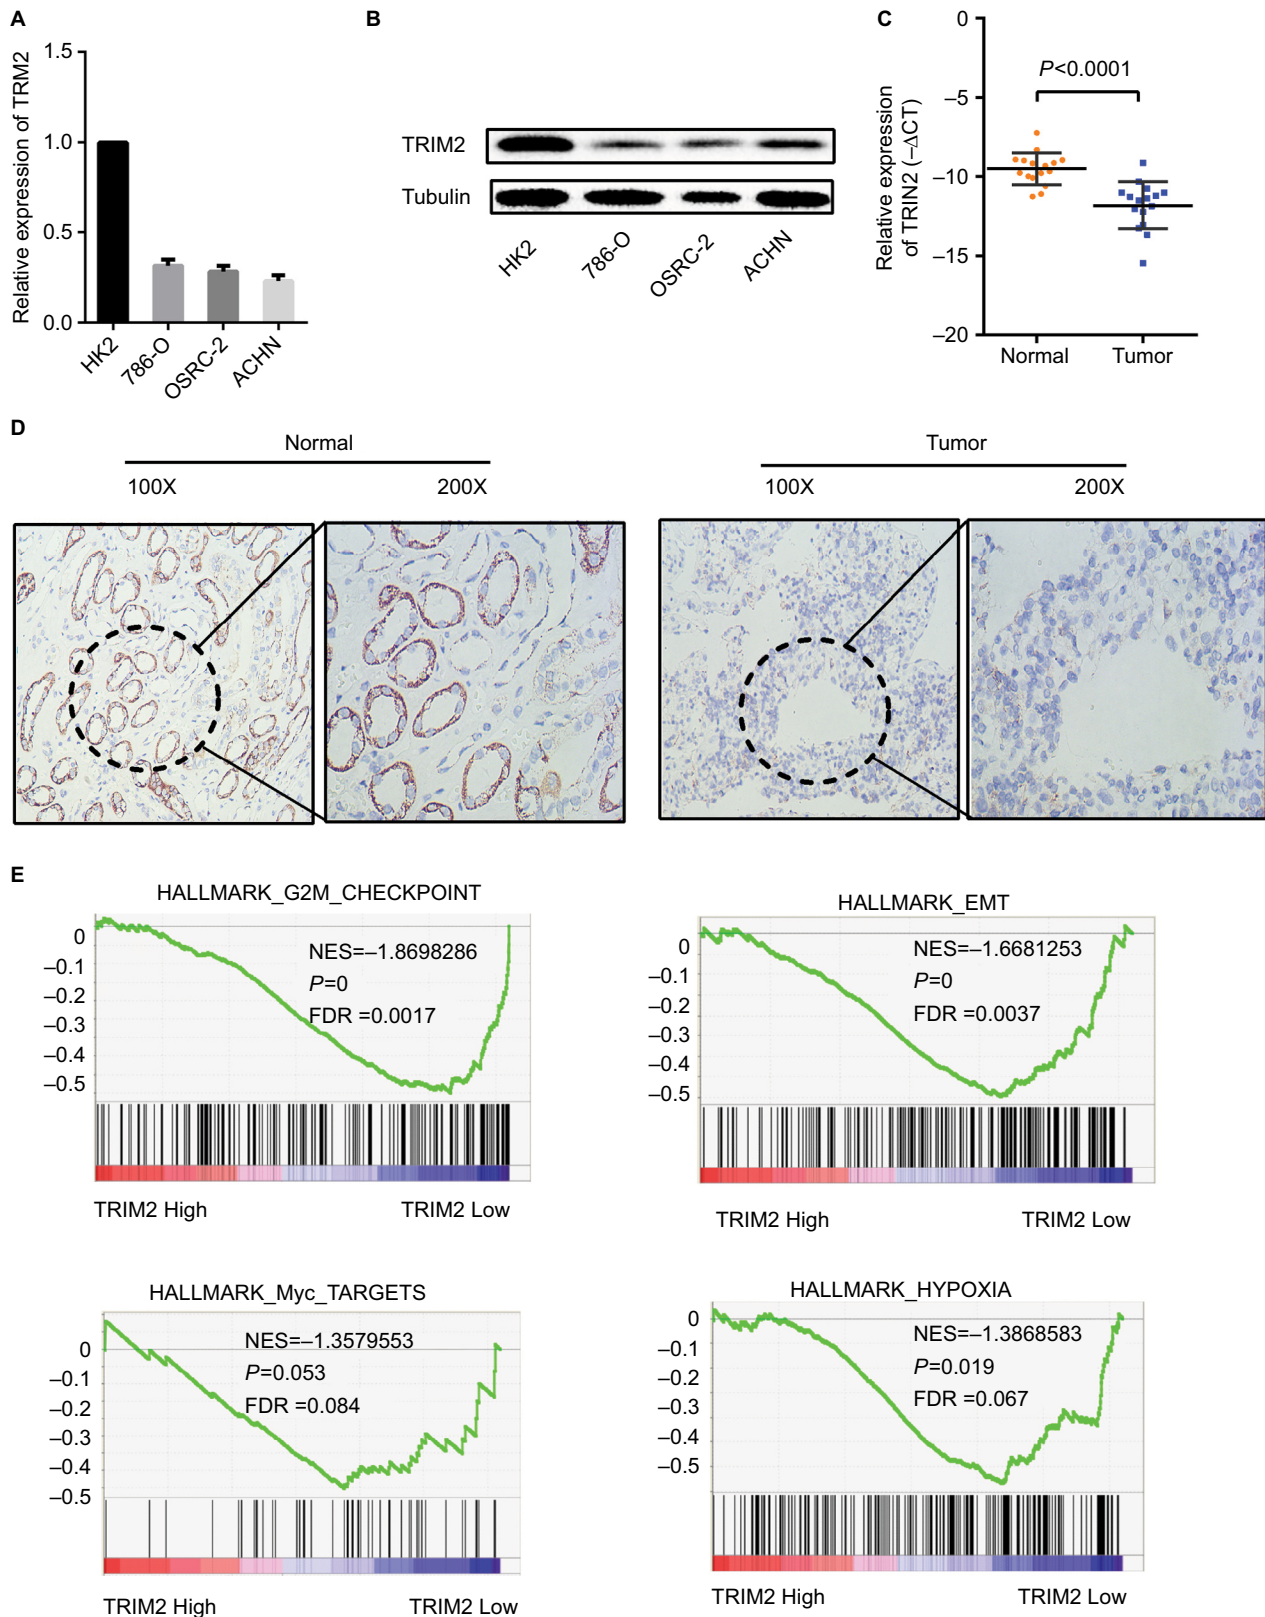 A
Relative expression of TRM2
1.5
1.0
0.5
0.0
HK2
786-O
OSRC-2
ACHN
B
TRIM2
Tubulin
HK2
786-O
OSRC-2
ACHN
C
Relative expression
of TRIN2 (–ΔCT)
0
–5
–10
–15
–20
P<0.0001
Normal
Tumor
D
Normal
100X
200X
Tumor
100X
200X
E
HALLMARK_G2M_CHECKPOINT
0
–0.1
–0.2
–0.3
–0.4
–0.5
NES=–1.8698286
P=0
FDR =0.0017
TRIM2 High
TRIM2 Low
HALLMARK_EMT
0
–0.1
–0.2
–0.3
–0.4
–0.5
NES=–1.6681253
P=0
FDR =0.0037
TRIM2 High
TRIM2 Low
HALLMARK_Myc_TARGETS
0
–0.1
–0.2
–0.3
–0.4
–0.5
NES=–1.3579553
P=0.053
FDR =0.084
TRIM2 High
TRIM2 Low
HALLMARK_HYPOXIA
0
–0.1
–0.2
–0.3
–0.4
–0.5
NES=–1.3868583
P=0.019
FDR =0.067
TRIM2 High
TRIM2 Low